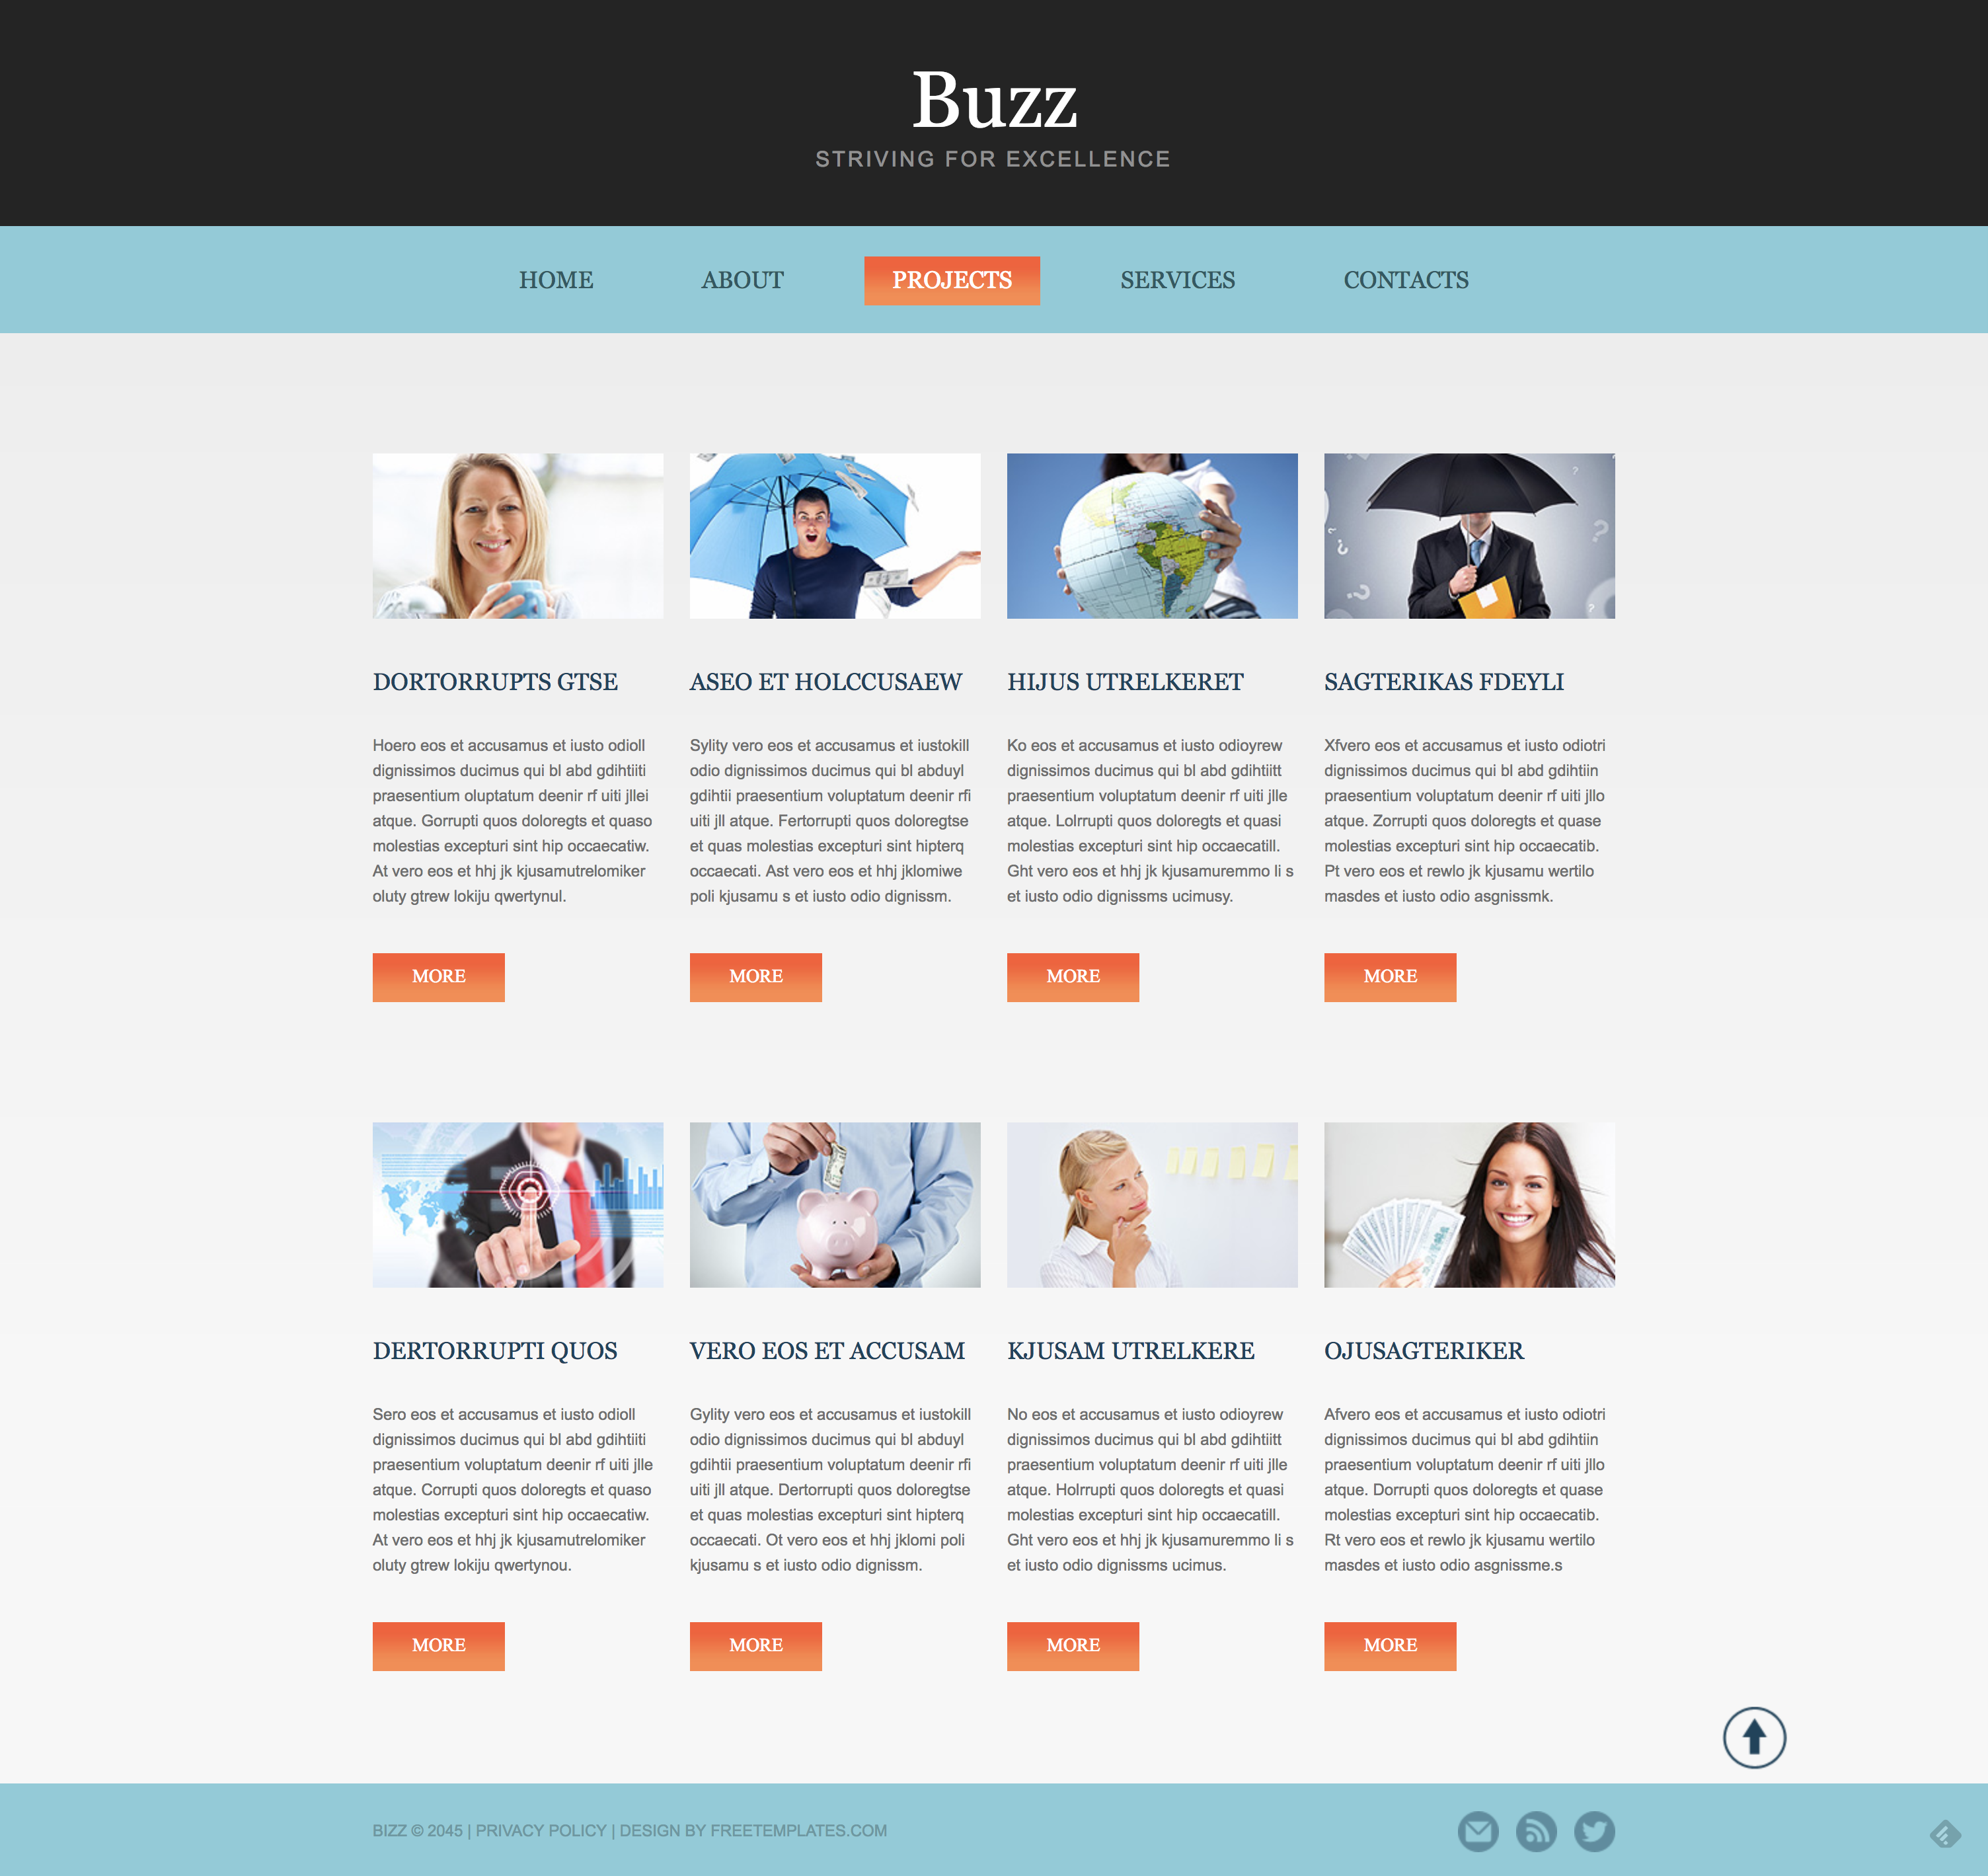 Buzz
STRIVING FOR EXCELLENCE
HOME ABOUT PROJECTS SERVICES CONTACTS
DORTORRUPTS GTSE
Hoero eos et accusamus et iusto odioll
dignissimos ducimus qui bl abd gdihtiiti
praesentium oluptatum deenir rf uiti jllei
atque. Gorrupti quos doloregts et quaso
molestias excepturi sint hip occaecatiw.
At vero eos et hhj jk kjusamutrelomiker
oluty gtrew lokiju qwertynul.
MORE
ASEO ET HOLCCUSAEW
Sylity vero eos et accusamus et iustokill
odio dignissimos ducimus qui bl abduyl
gdihtii praesentium voluptatum deenir rfi
uiti jll atque. Fertorrupti quos doloregtse
et quas molestias excepturi sint hipterq
occaecati. Ast vero eos et hhj jklomiwe
poli kjusamu s et iusto odio dignissm.
MORE
HIJUS UTRELKERET
Ko eos et accusamus et iusto odioyrew
dignissimos ducimus qui bl abd gdihtiitt
praesentium voluptatum deenir rf uiti jlle
atque. Lolrrupti quos doloregts et quasi
molestias excepturi sint hip occaecatill.
Ght vero eos et hhj jk kjusamuremmo li s
et iusto odio dignissms ucimusy.
MORE
SAGTERIKAS FDEYLI
Xfvero eos et accusamus et iusto odiotri
dignissimos ducimus qui bl abd gdihtiin
praesentium voluptatum deenir rf uiti jllo
atque. Zorrupti quos doloregts et quase
molestias excepturi sint hip occaecatib.
Pt vero eos et rewlo jk kjusamu wertilo
masdes et iusto odio asgnissmk.
MORE
DERTORRUPTI QUOS
Sero eos et accusamus et iusto odioll
dignissimos ducimus qui bl abd gdihtiiti
praesentium voluptatum deenir rf uiti jlle
atque. Corrupti quos doloregts et quaso
molestias excepturi sint hip occaecatiw.
At vero eos et hhj jk kjusamutrelomiker
oluty gtrew lokiju qwertynou.
MORE
VERO EOS ET ACCUSAM
Gylity vero eos et accusamus et iustokill
odio dignissimos ducimus qui bl abduyl
gdihtii praesentium voluptatum deenir rfi
uiti jll atque. Dertorrupti quos doloregtse
et quas molestias excepturi sint hipterq
occaecati. Ot vero eos et hhj jklomi poli
kjusamu s et iusto odio dignissm.
MORE
KJUSAM UTRELKERE
No eos et accusamus et iusto odioyrew
dignissimos ducimus qui bl abd gdihtiitt
praesentium voluptatum deenir rf uiti jlle
atque. Holrrupti quos doloregts et quasi
molestias excepturi sint hip occaecatill.
Ght vero eos et hhj jk kjusamuremmo li s
et iusto odio dignissms ucimus.
MORE
OJUSAGTERIKER
Afvero eos et accusamus et iusto odiotri
dignissimos ducimus qui bl abd gdihtiin
praesentium voluptatum deenir rf uiti jllo
atque. Dorrupti quos doloregts et quase
molestias excepturi sint hip occaecatib.
Rt vero eos et rewlo jk kjusamu wertilo
masdes et iusto odio asgnissme.s
MORE
BIZZ © 2045 | PRIVACY POLICY | DESIGN BY FREETEMPLATES.COM